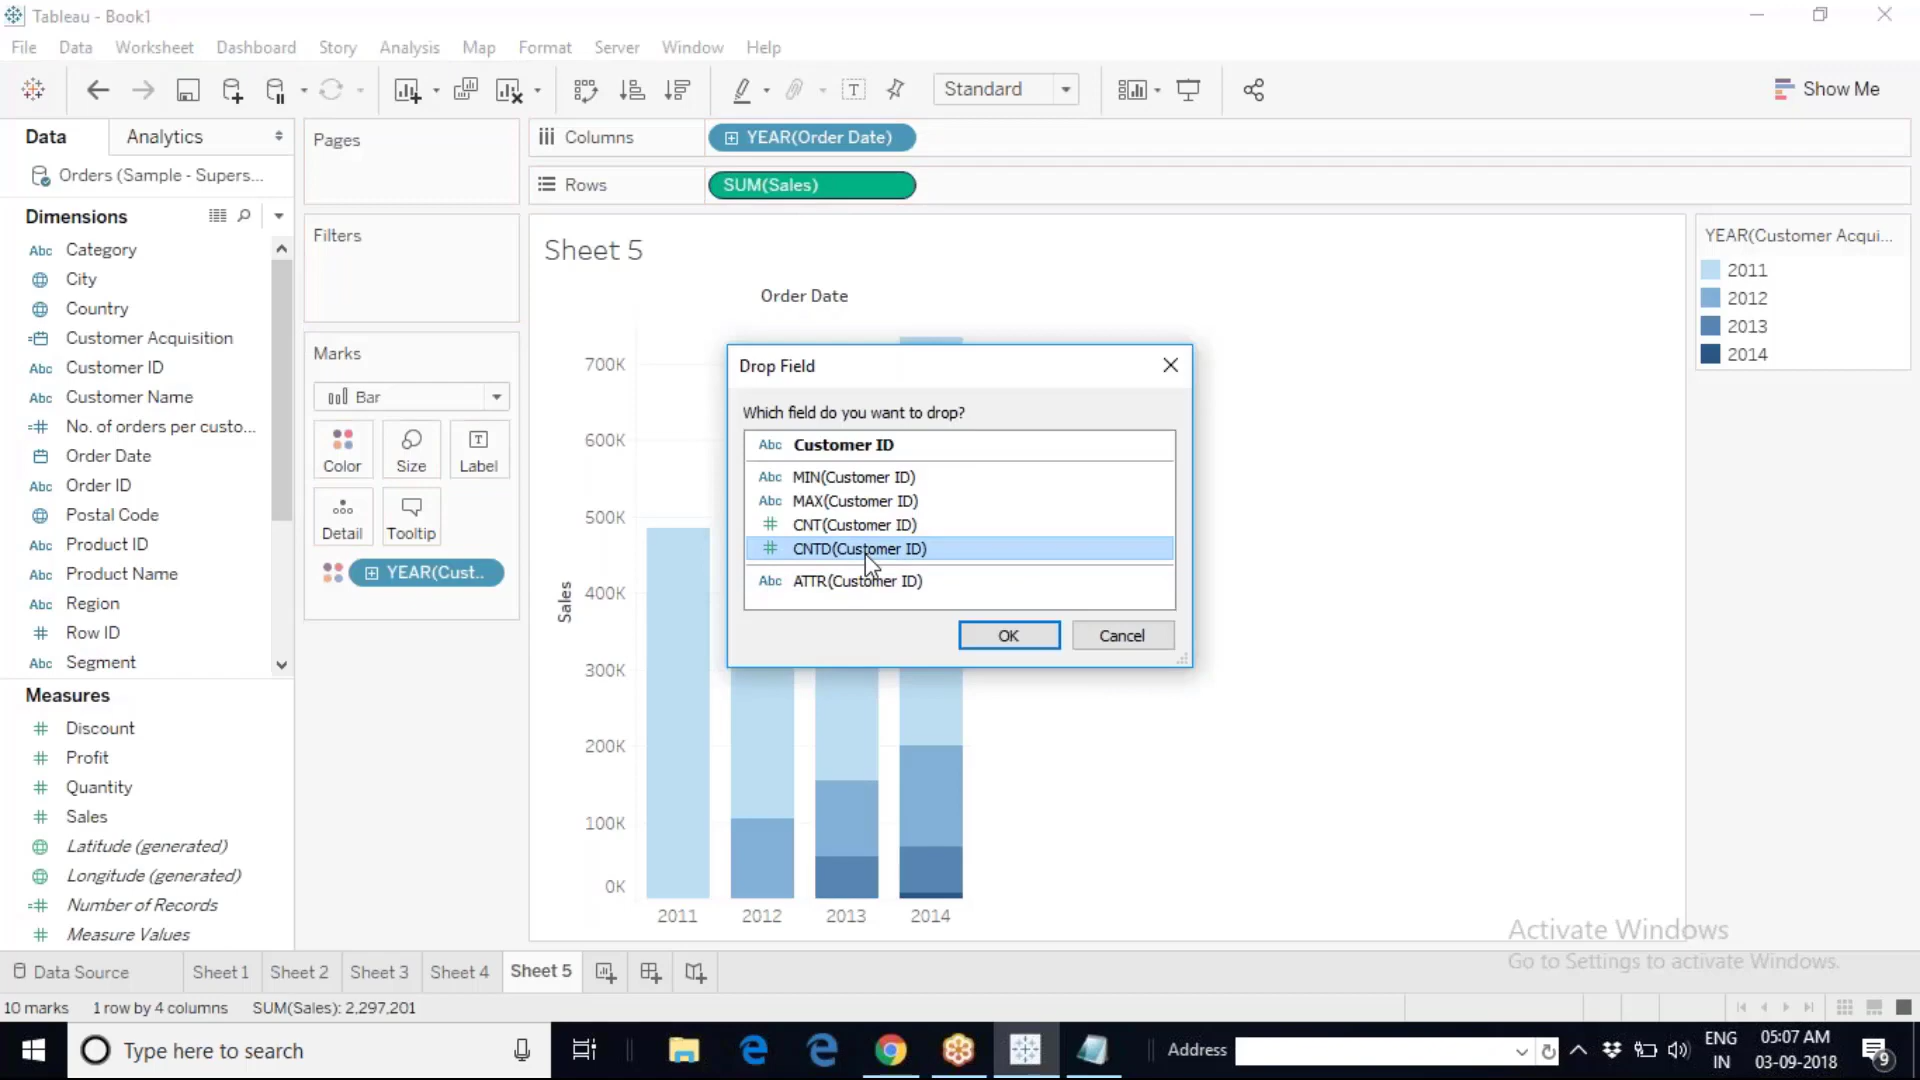 Tableau - Book1
File Data Worksheet Dashboard Story Analysis Map Format Server Window Help
Standard
Show Me
Data
Analytics
Orders (Sample - Supers...
Dimensions
Abc Category
City
Country
Customer Acquisition
Abc Customer ID
Abc Customer Name
=# No. of orders per custo...
Order Date
Abc Order ID
Postal Code
Abc Product ID
Abc Product Name
Abc Region
# Row ID
Abc Segment
Measures
# Discount
# Profit
# Quantity
# Sales
Latitude (generated)
Longitude (generated)
=# Number of Records
# Measure Values
Pages
Filters
Marks
Bar
Color Size Label
Detail Tooltip
YEAR(Cust..
Columns YEAR(Order Date)
Rows SUM(Sales)
Sheet 5
Order Date
Sales
700K
600K
500K
400K
300K
200K
100K
0K
2011 2012 2013 2014
Drop Field
Which field do you want to drop?
Abc Customer ID
Abc MIN(Customer ID)
Abc MAX(Customer ID)
# CNT(Customer ID)
# CNTD(Customer ID)
Abc ATTR(Customer ID)
OK Cancel
YEAR(Customer Acqui...
2011
2012
2013
2014
Activate Windows
Go to Settings to activate Windows.
Data Source Sheet 1 Sheet 2 Sheet 3 Sheet 4 Sheet 5
10 marks 1 row by 4 columns SUM(Sales): 2,297,201
Type here to search
Address
ENG
IN
05:07 AM
03-09-2018
9